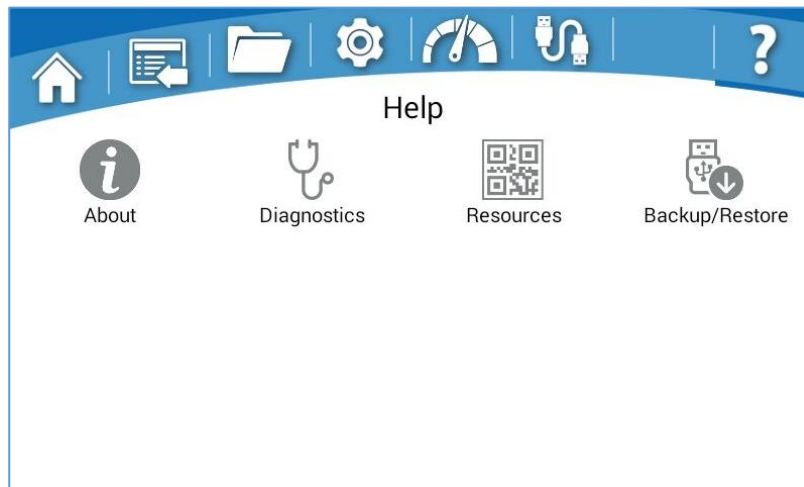 Help
About
Diagnostics
Resources
Backup/Restore